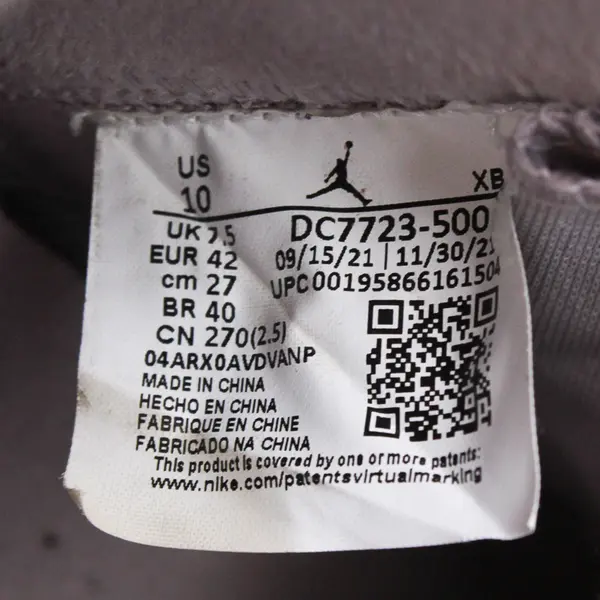 US
10
XB
UK 7.5
EUR 42
cm 27
BR 40
CN 270(2.5)
DC7723-500
09/15/21 | 11/30/21
UPC00195866161504
04ARX0AVDVANP
MADE IN CHINA
HECHO EN CHINA
FABRIQUE EN CHINE
FABRICADO NA CHINA
This product is covered by one or more patents:
www.nike.com/patentsvirtualmarking